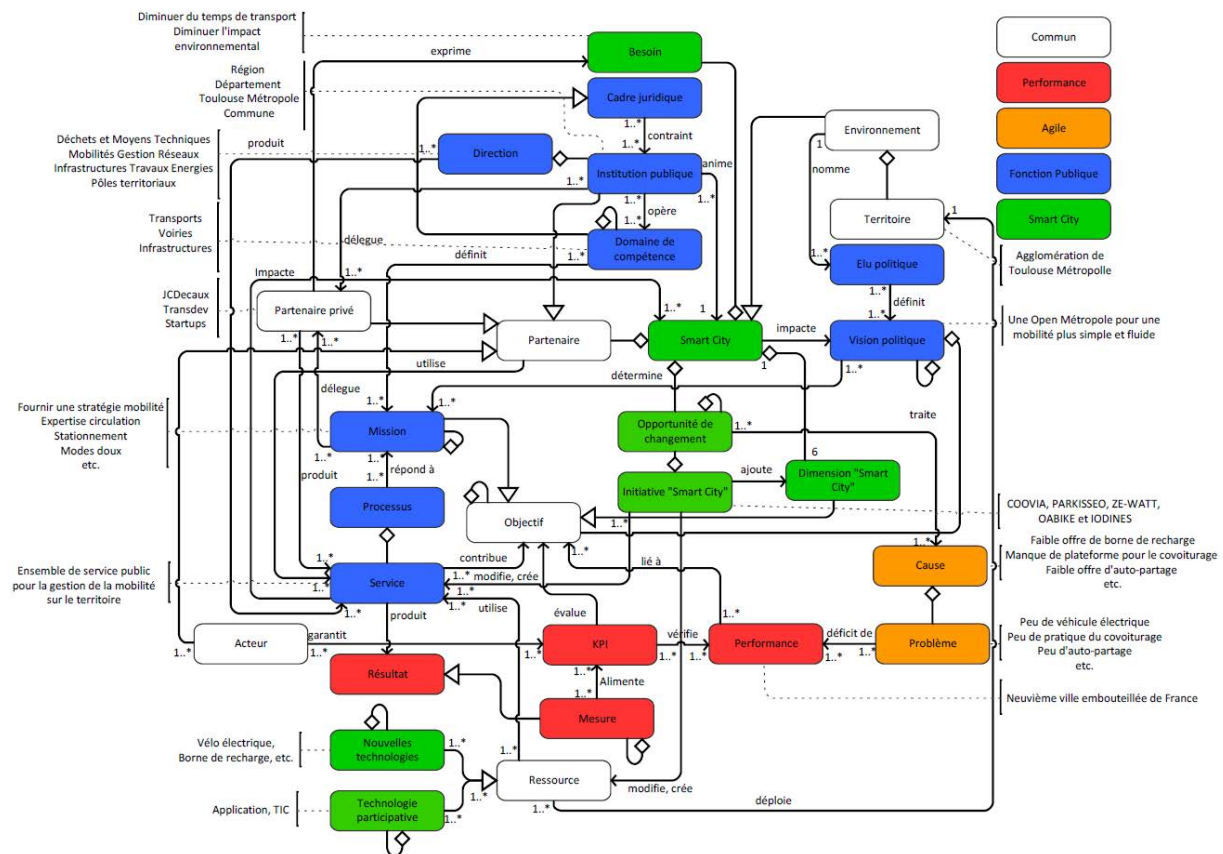 Diminuer du temps de transport
Diminuer l'impact
environnemental
exprime
Besoin
Commun
Performance
Agile
Fonction Publique
Smart City
Région
Département
Toulouse Métropole
Commune
Cadre juridique
1..*
contraint
1..*
Environnement
1
nomme
Déchets et Moyens Techniques
Mobilités Gestion Réseaux
Infrastructures Travaux Energies
Pôles territoriaux
produit
1..*
Direction
Institution publique
anime
1..*
1..*
1..*
opère
1..*
Territoire
1
Transports
Voiries
Infrastructures
délegue
définit
Domaine de
compétence
1..*
1..*
Elu politique
1..*
définit
1..*
Agglomération de
Toulouse Métropolle
JCDecaux
Transdev
Startups
Impacte
1..*
Partenaire privé
1..*
1..*
Partenaire
1..*
1
Smart City
1
impacte
Vision politique
1..*
Une Open Métropole pour une
mobilité plus simple et fluide
utilise
détermine
délegue
1..*
1..*
Fournir une stratégie mobilité
Expertise circulation
Stationnement
Modes doux
etc.
Mission
1..*
1..*
Opportunité de
changement
1..*
traite
6
produit
répond à
1..*
Processus
Initiative "Smart City"
1..*
ajoute
Dimension "Smart
City"
Objectif
COOVIA, PARKISSEO, ZE-WATT,
OABIKE et IODINES
1..*
Ensemble de service public
pour la gestion de la mobilité
sur le territoire
1..*
1..*
1..*
Service
contribue
1..*
modifie, crée
1..*
1..*
utilise
produit
lié à
1..*
Cause
Faible offre de borne de recharge
Manque de plateforme pour le covoiturage
Faible offre d'auto-partage
etc.
évalue
Acteur
1..*
garantit
1..*
1..*
KPI
1..*
vérifie
1..*
Performance
1..*
déficit de
1..*
Problème
Peu de véhicule électrique
Peu de pratique du covoiturage
Peu d'auto-partage
etc.
Résultat
1..*
Alimente
1..*
Mesure
Neuvième ville embouteillée de France
Vélo électrique,
Borne de recharge, etc.
Nouvelles
technologies
1..*
1..*
Ressource
1..*
1..*
modifie, crée
déploie
Application, TIC
Technologie
participative
1..*